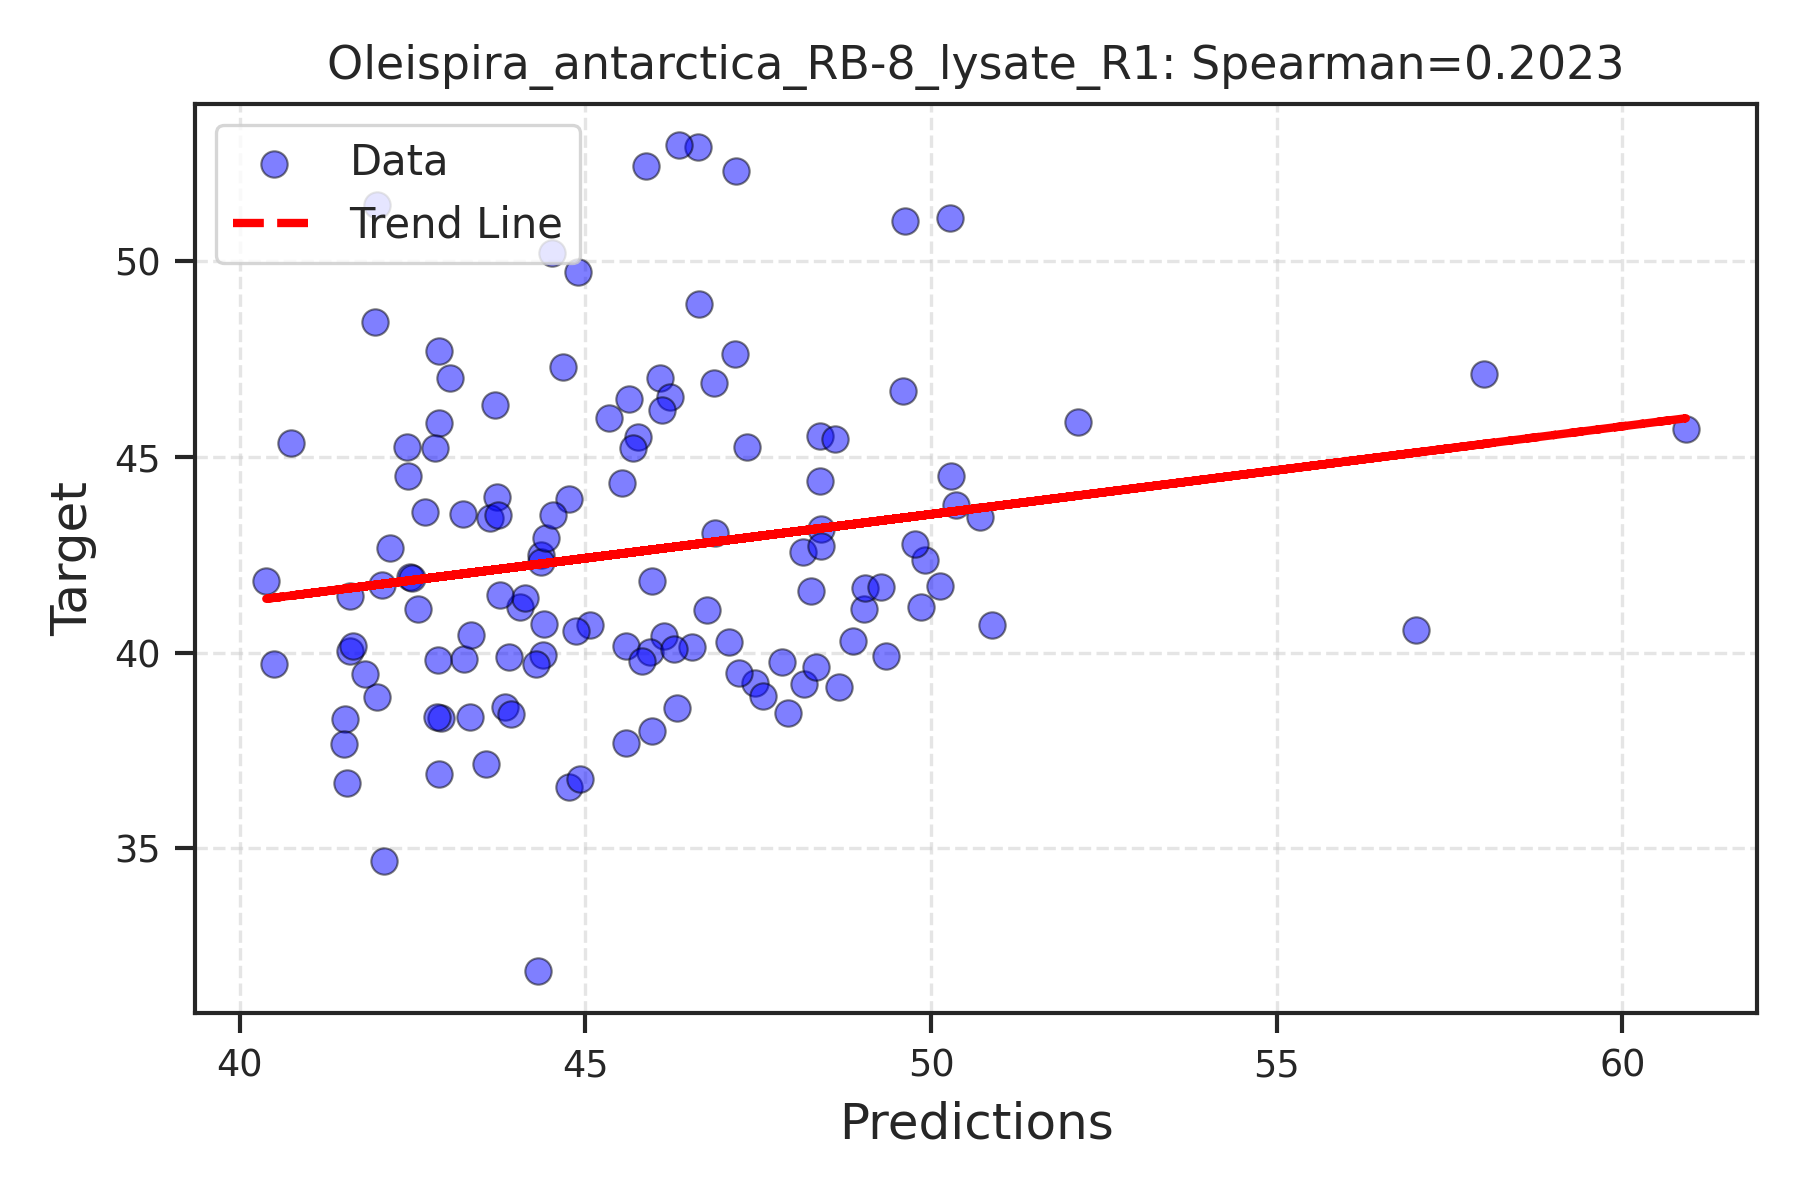 Oleispira_antarctica_RB-8_lysate_R1: Spearman=0.2023
Data
Trend Line
50
45
40
35
Target
40 45 50 55 60
Predictions